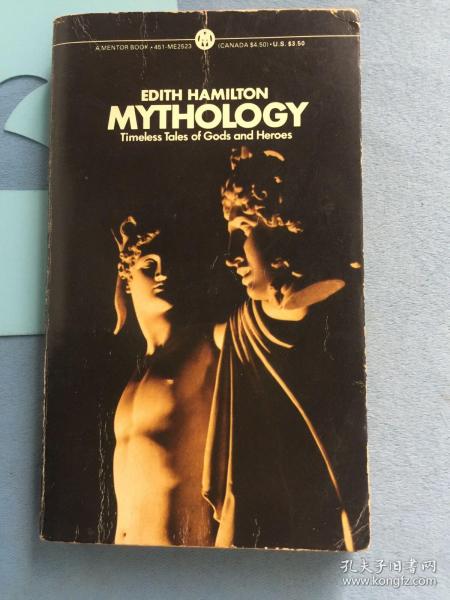 A MENTOR BOOK • 451-ME2523 (CANADA $4.50) • U.S. $3.50
EDITH HAMILTON
MYTHOLOGY
Timeless Tales of Gods and Heroes
孔夫子旧书网
www.kongfz.com